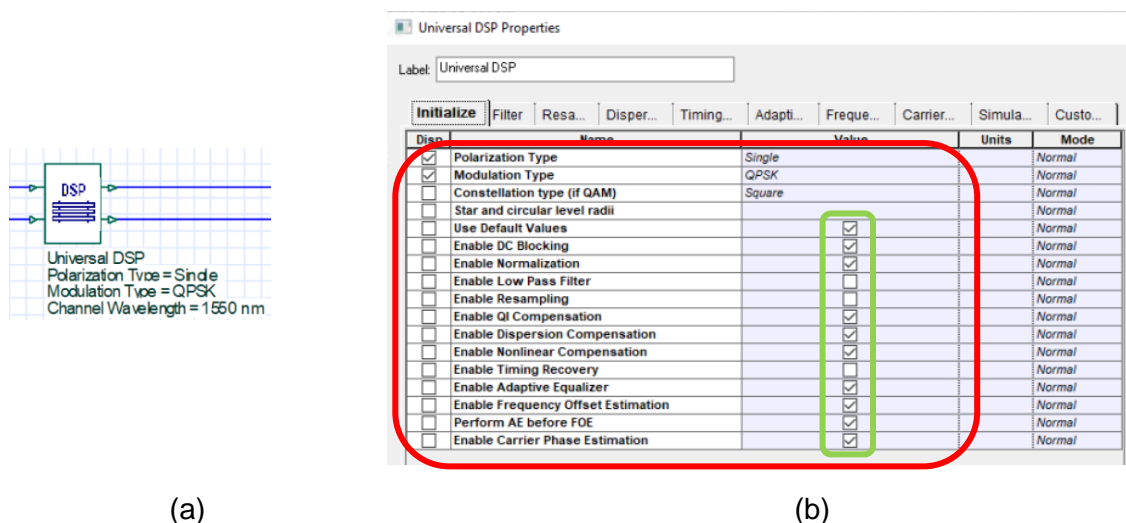 DSP
Universal DSP
Polarization Type = Single
Modulation Type = QPSK
Channel Wavelength = 1550 nm
(a)
Universal DSP Properties
Label: Universal DSP
Initialize Filter Resa... Disper... Timing... Adapti... Freque... Carrier... Simula... Custo...
Disp Name Value Units Mode
Polarization Type Single Normal
Modulation Type QPSK Normal
Constellation type (if QAM) Square Normal
Star and circular level radii Normal
Use Default Values Normal
Enable DC Blocking Normal
Enable Normalization Normal
Enable Low Pass Filter Normal
Enable Resampling Normal
Enable QI Compensation Normal
Enable Dispersion Compensation Normal
Enable Nonlinear Compensation Normal
Enable Timing Recovery Normal
Enable Adaptive Equalizer Normal
Enable Frequency Offset Estimation Normal
Perform AE before FOE Normal
Enable Carrier Phase Estimation Normal
(b)